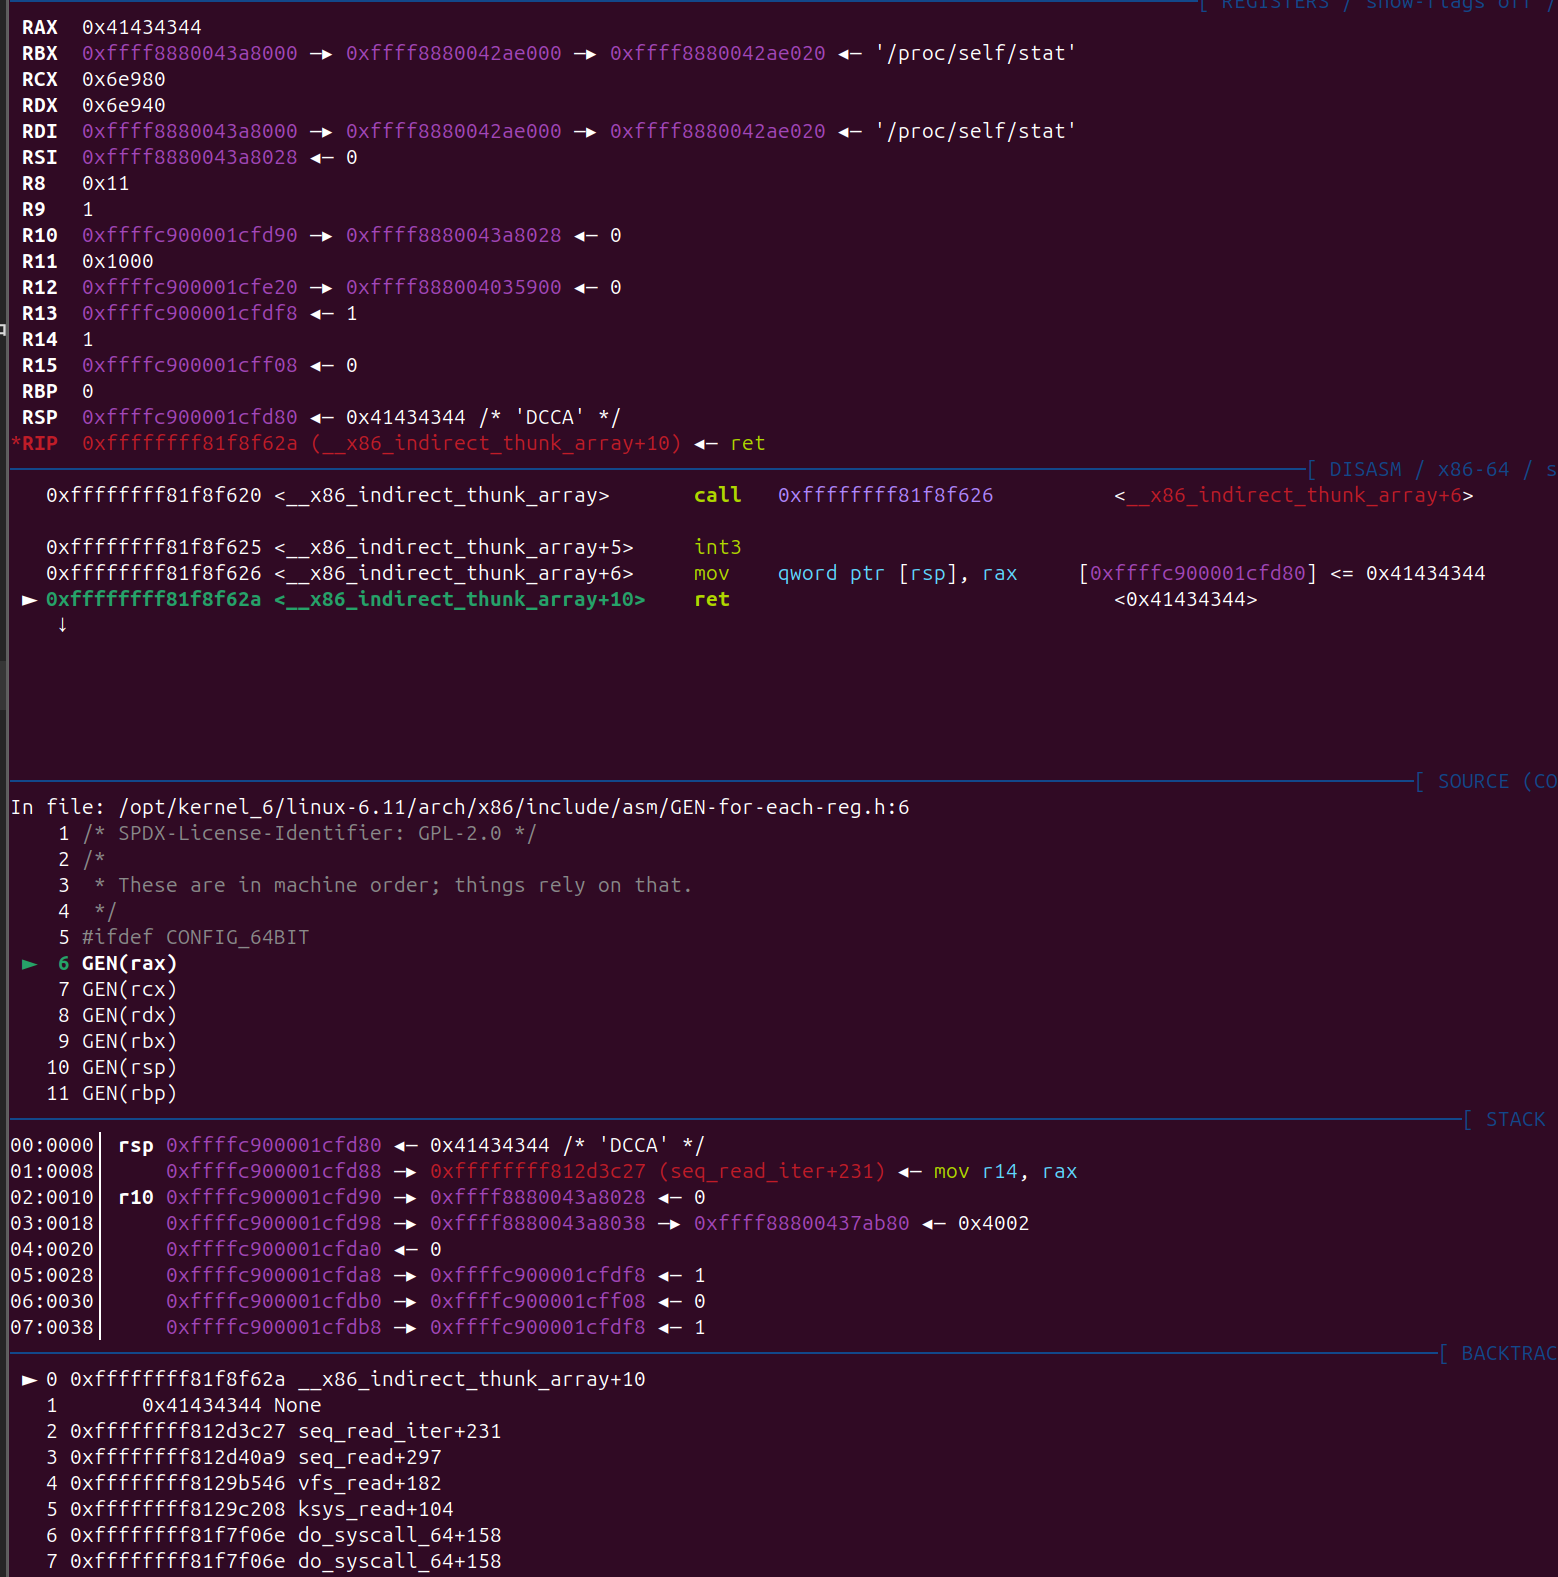 [ REGISTERS / show-flags off /
RAX 0x41434344
RBX 0xffff8880043a8000 —▸ 0xffff8880042ae000 —▸ 0xffff8880042ae020 ◂— '/proc/self/stat'
RCX 0x6e980
RDX 0x6e940
RDI 0xffff8880043a8000 —▸ 0xffff8880042ae000 —▸ 0xffff8880042ae020 ◂— '/proc/self/stat'
RSI 0xffff8880043a8028 ◂— 0
R8 0x11
R9 1
R10 0xffffc900001cfd90 —▸ 0xffff8880043a8028 ◂— 0
R11 0x1000
R12 0xffffc900001cfe20 —▸ 0xffff888004035900 ◂— 0
R13 0xffffc900001cfdf8 ◂— 1
R14 1
R15 0xffffc900001cff08 ◂— 0
RBP 0
RSP 0xffffc900001cfd80 ◂— 0x41434344 /* 'DCCA' */
*RIP 0xffffffff81f8f62a (__x86_indirect_thunk_array+10) ◂— ret
[ DISASM / x86-64 / s
0xffffffff81f8f620 <__x86_indirect_thunk_array> call 0xffffffff81f8f626 <__x86_indirect_thunk_array+6>
0xffffffff81f8f625 <__x86_indirect_thunk_array+5> int3
0xffffffff81f8f626 <__x86_indirect_thunk_array+6> mov qword ptr [rsp], rax [0xffffc900001cfd80] <= 0x41434344
► 0xffffffff81f8f62a <__x86_indirect_thunk_array+10> ret <0x41434344>
↓
[ SOURCE (CO
In file: /opt/kernel_6/linux-6.11/arch/x86/include/asm/GEN-for-each-reg.h:6
1 /* SPDX-License-Identifier: GPL-2.0 */
2 /*
3 * These are in machine order; things rely on that.
4 */
5 #ifdef CONFIG_64BIT
► 6 GEN(rax)
7 GEN(rcx)
8 GEN(rdx)
9 GEN(rbx)
10 GEN(rsp)
11 GEN(rbp)
[ STACK
00:0000│ rsp 0xffffc900001cfd80 ◂— 0x41434344 /* 'DCCA' */
01:0008│ 0xffffc900001cfd88 —▸ 0xffffffff812d3c27 (seq_read_iter+231) ◂— mov r14, rax
02:0010│ r10 0xffffc900001cfd90 —▸ 0xffff8880043a8028 ◂— 0
03:0018│ 0xffffc900001cfd98 —▸ 0xffff8880043a8038 —▸ 0xffff88800437ab80 ◂— 0x4002
04:0020│ 0xffffc900001cfda0 ◂— 0
05:0028│ 0xffffc900001cfda8 —▸ 0xffffc900001cfdf8 ◂— 1
06:0030│ 0xffffc900001cfdb0 —▸ 0xffffc900001cff08 ◂— 0
07:0038│ 0xffffc900001cfdb8 —▸ 0xffffc900001cfdf8 ◂— 1
[ BACKTRAC
► 0 0xffffffff81f8f62a __x86_indirect_thunk_array+10
1 0x41434344 None
2 0xffffffff812d3c27 seq_read_iter+231
3 0xffffffff812d40a9 seq_read+297
4 0xffffffff8129b546 vfs_read+182
5 0xffffffff8129c208 ksys_read+104
6 0xffffffff81f7f06e do_syscall_64+158
7 0xffffffff81f7f06e do_syscall_64+158